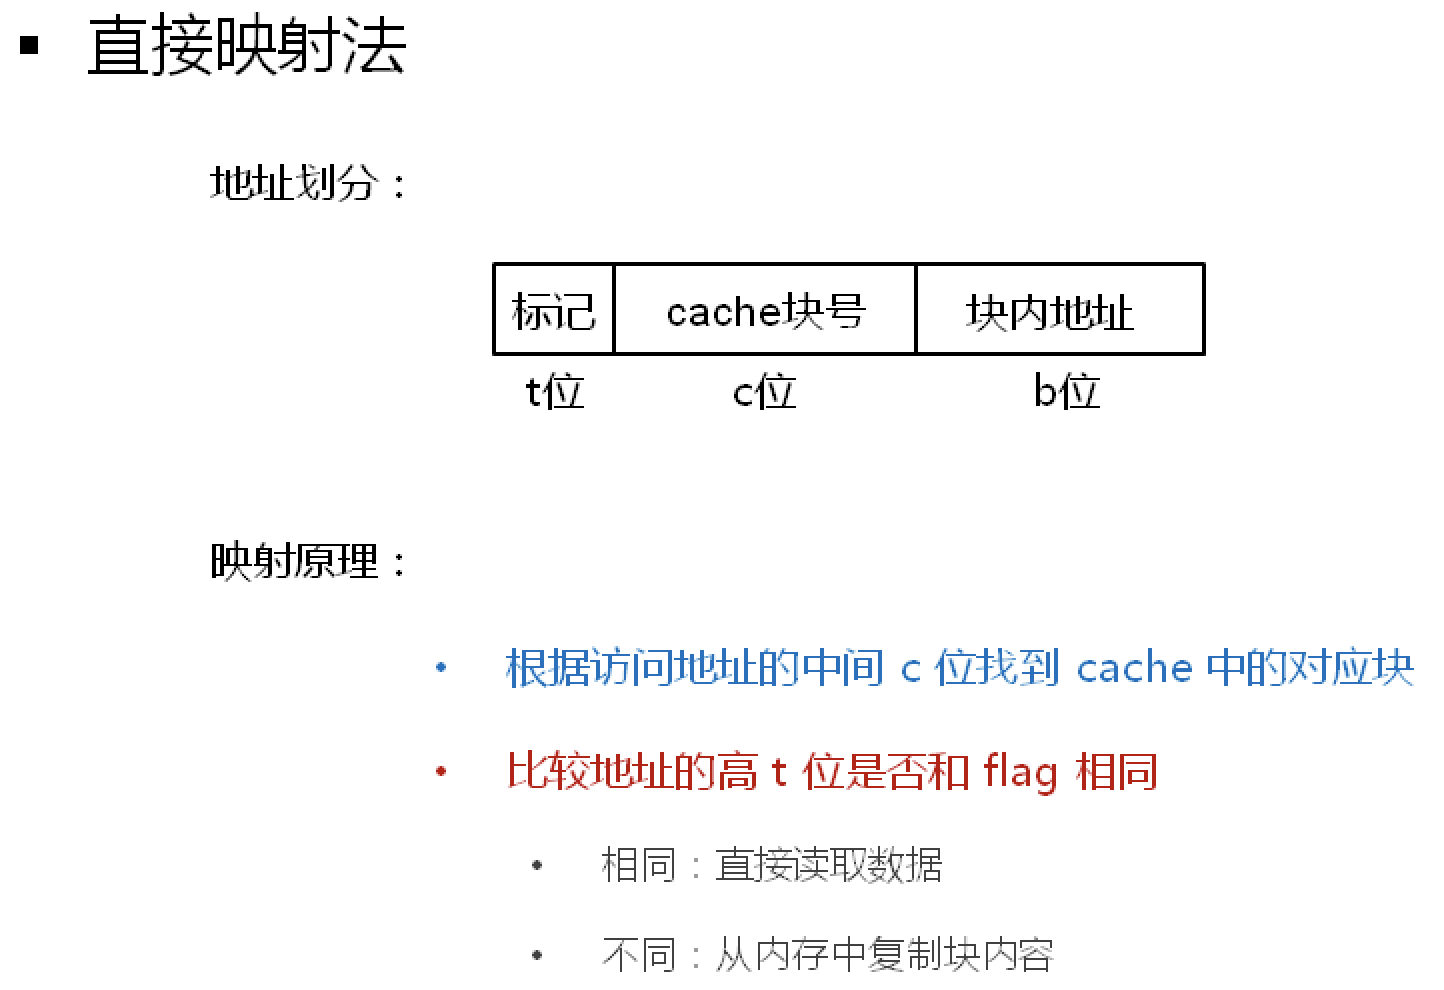 ▪ 直接映射法
地址划分：
标记 cache块号 块内地址
t位 c位 b位
映射原理：
• 根据访问地址的中间 c 位找到 cache 中的对应块
• 比较地址的高 t 位是否和 flag 相同
• 相同：直接读取数据
• 不同：从内存中复制块内容